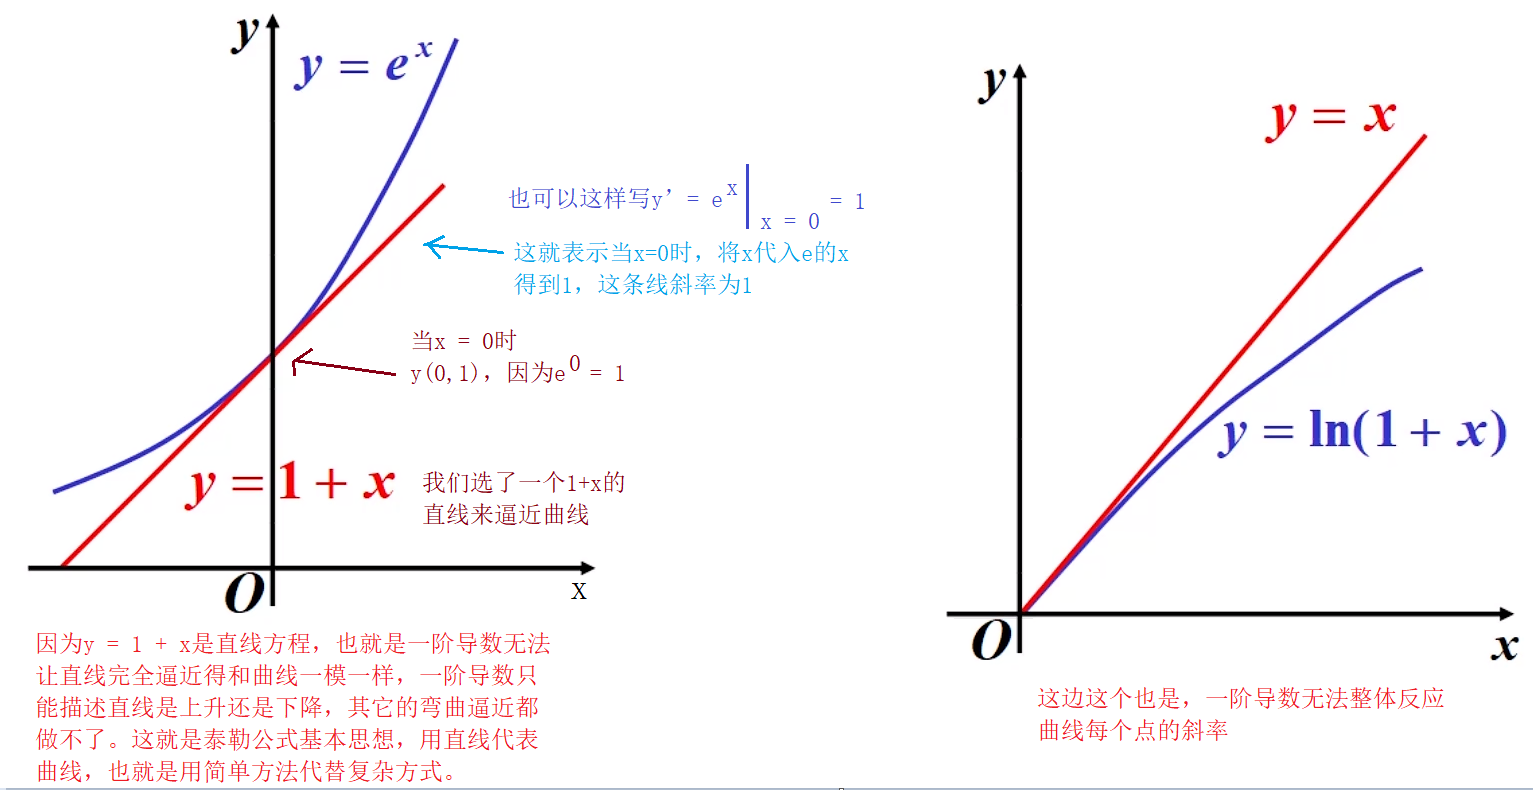 y
y = e^x
也可以这样写y’ = e^x | x = 0 = 1
这就表示当x=0时，将x代入e的x
得到1，这条线斜率为1
当x = 0时
y(0,1)，因为e^0 = 1
y = 1 + x
我们选了一个1+x的
直线来逼近曲线
O
x
因为y = 1 + x是直线方程，也就是一阶导数无法
让直线完全逼近得和曲线一模一样，一阶导数只
能描述直线是上升还是下降，其它的弯曲逼近都
做不了。这就是泰勒公式基本思想，用直线代表
曲线，也就是用简单方法代替复杂方式。
y
y = x
y = ln(1 + x)
O
x
这边这个也是，一阶导数无法整体反应
曲线每个点的斜率